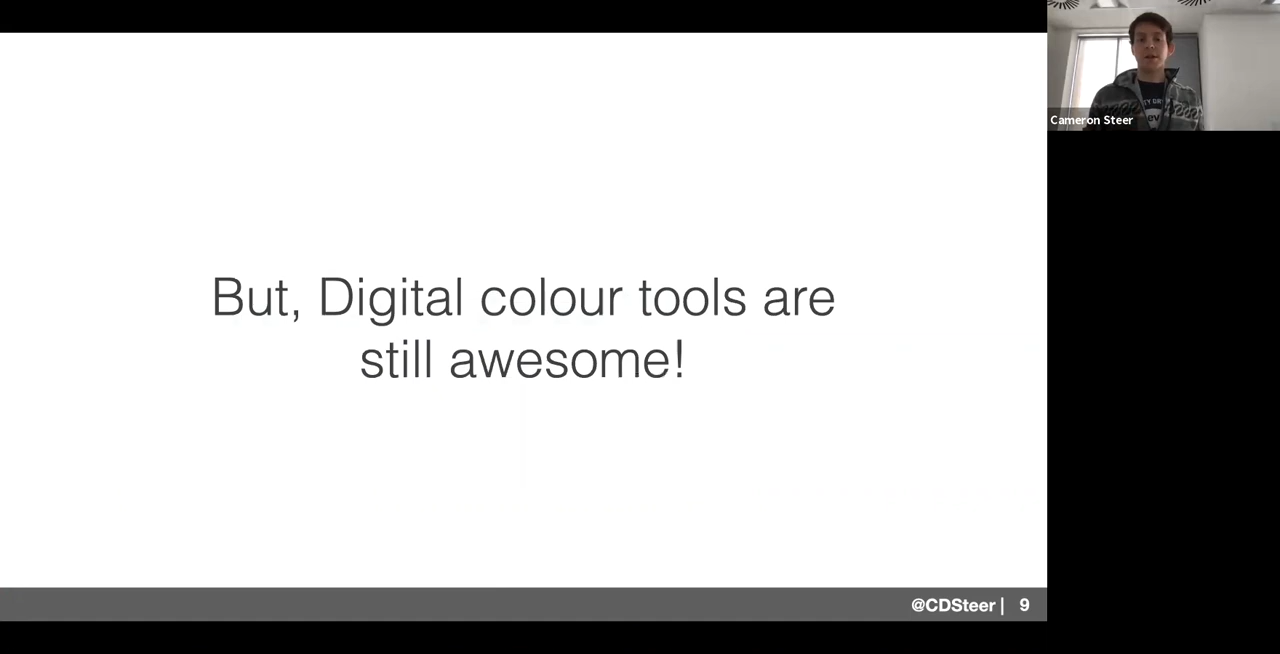 But, Digital colour tools are
still awesome!
@CDSteer | 9
Cameron Steer